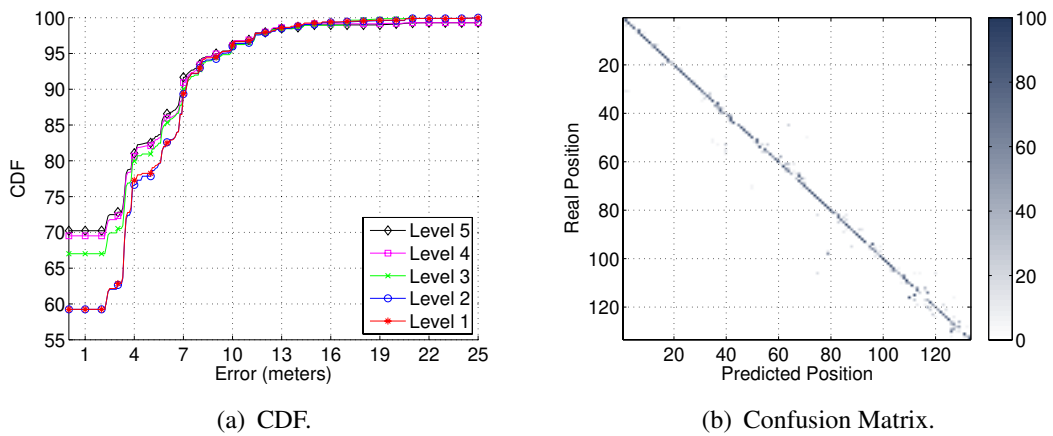 100
95
90
85
80
75
70
65
60
55
CDF
1 4 7 10 13 16 19 22 25
Error (meters)
Level 5
Level 4
Level 3
Level 2
Level 1
(a) CDF.
20
40
60
80
100
120
Real Position
20 40 60 80 100 120
Predicted Position
100
80
60
40
20
0
(b) Confusion Matrix.